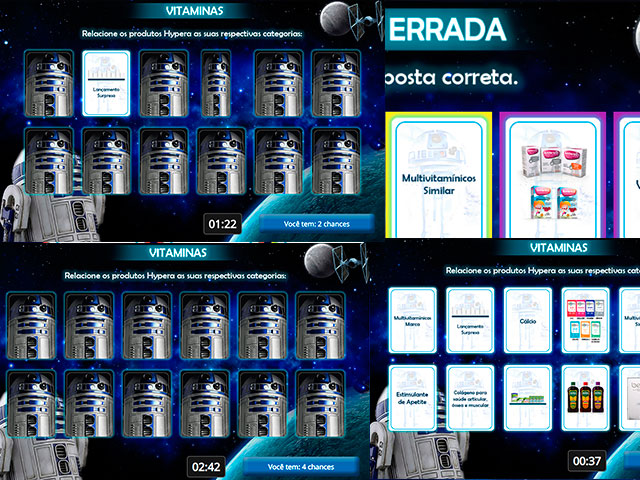 VITAMINAS
Relacione os produtos Hypera as suas respectivas categorias:
Lançamento
Surpresa
01:22
Você tem: 2 chances
ERRADA
posta correta.
Multivitamínicos
Similar
VITAMINAS
Relacione os produtos Hypera as suas respectivas categorias:
02:42
Você tem: 4 chances
VITAMINAS
Relacione os produtos Hypera as suas respectivas cate
Multivitamínicos
Marca
Lançamento
Surpresa
Cálcio
Estimulante
de Apetite
Colágeno para
saúde articular,
óssea e muscular
00:37